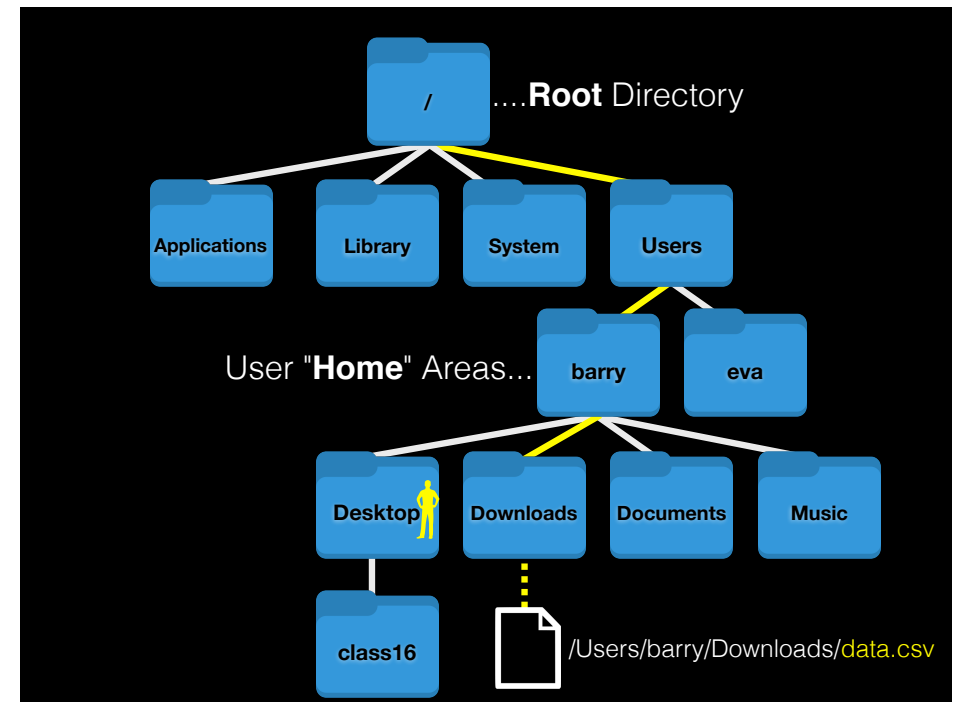 /
....Root Directory
Applications
Library
System
Users
User "Home" Areas...
barry
eva
Desktop
Downloads
Documents
Music
class16
/Users/barry/Downloads/data.csv